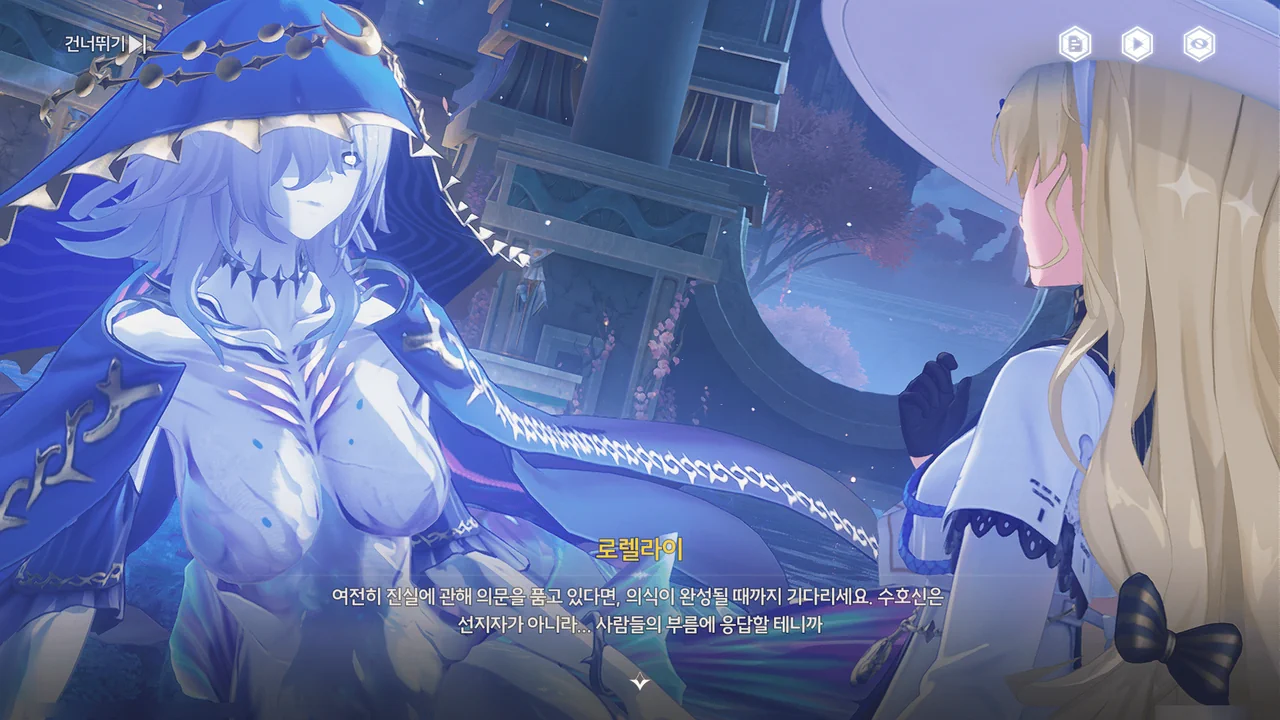 건너뛰기
로렐라이
여전히 진실에 관해 의문을 품고 있다면, 의식이 완성될 때까지 기다리세요. 수호신은
선지자가 아니라... 사람들의 부름에 응답할 테니까